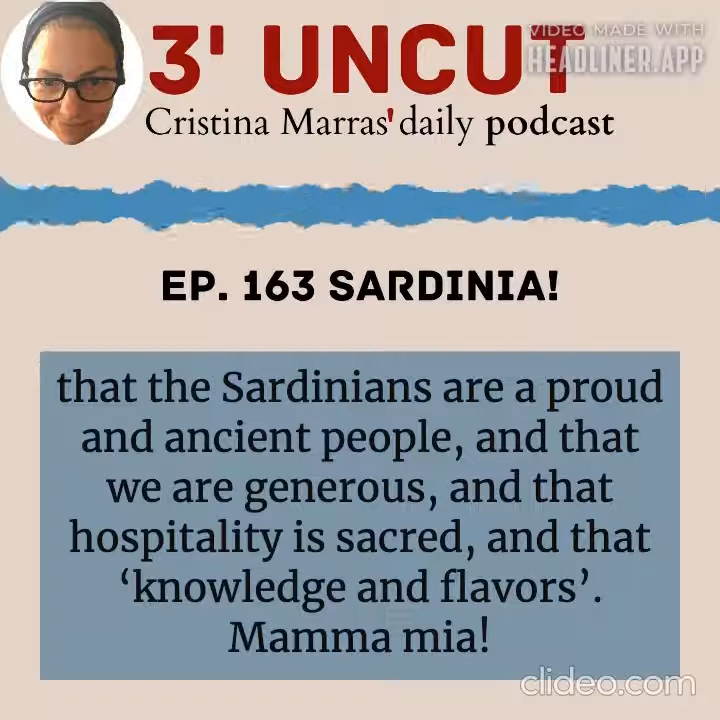 VIDEO MADE WITH
HEADLINER.APP
3' UNCUT
Cristina Marras' daily podcast
EP. 163 SARDINIA!
that the Sardinians are a proud
and ancient people, and that
we are generous, and that
hospitality is sacred, and that
‘knowledge and flavors’.
Mamma mia!
clideo.com